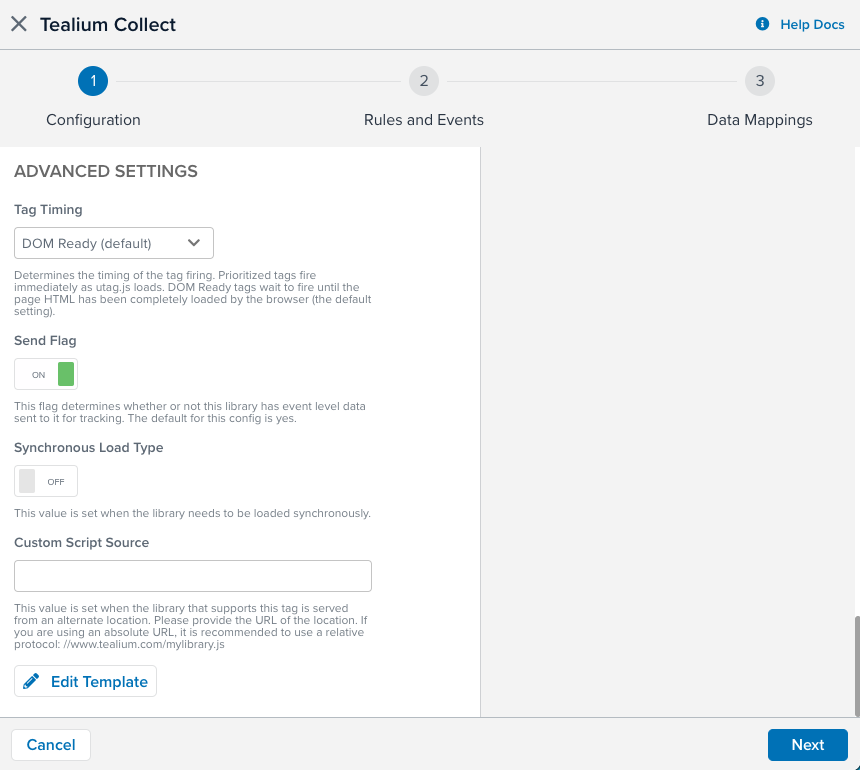 Tealium Collect
Help Docs
1
2
3
Configuration
Rules and Events
Data Mappings
ADVANCED SETTINGS
Tag Timing
DOM Ready (default)
Determines the timing of the tag firing. Prioritized tags fire
immediately as utag.js loads. DOM Ready tags wait to fire until the
page HTML has been completely loaded by the browser (the default
setting).
Send Flag
ON
This flag determines whether or not this library has event level data
sent to it for tracking. The default for this config is yes.
Synchronous Load Type
OFF
This value is set when the library needs to be loaded synchronously.
Custom Script Source
This value is set when the library that supports this tag is served
from an alternate location. Please provide the URL of the location. If
you are using an absolute URL, it is recommended to use a relative
protocol: //www.tealium.com/mylibrary.js
Edit Template
Cancel
Next